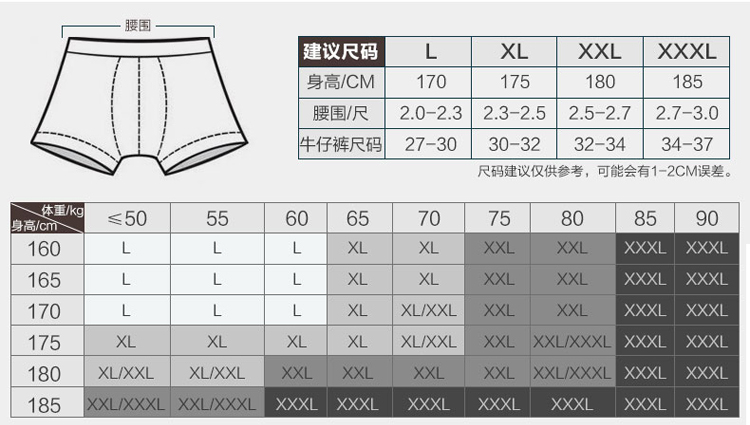 腰围
建议尺码 L XL XXL XXXL
身高/CM 170 175 180 185
腰围/尺 2.0-2.3 2.3-2.5 2.5-2.7 2.7-3.0
牛仔裤尺码 27-30 30-32 32-34 34-37
尺码建议仅供参考，可能会有1-2CM误差。
体重/kg
身高/cm ≤50 55 60 65 70 75 80 85 90
160 L L L XL XL XXL XXL XXXL XXXL
165 L L L XL XL XXL XXL XXXL XXXL
170 L L L XL XL/XXL XXL XXL XXXL XXXL
175 XL XL XL XL XL/XXL XXL XXL/XXXL XXXL XXXL
180 XL/XXL XL/XXL XXL XXL XXL XXL XXL/XXXL XXXL XXXL
185 XXL/XXXL XXL/XXXL XXXL XXXL XXXL XXXL XXXL XXXL XXXL